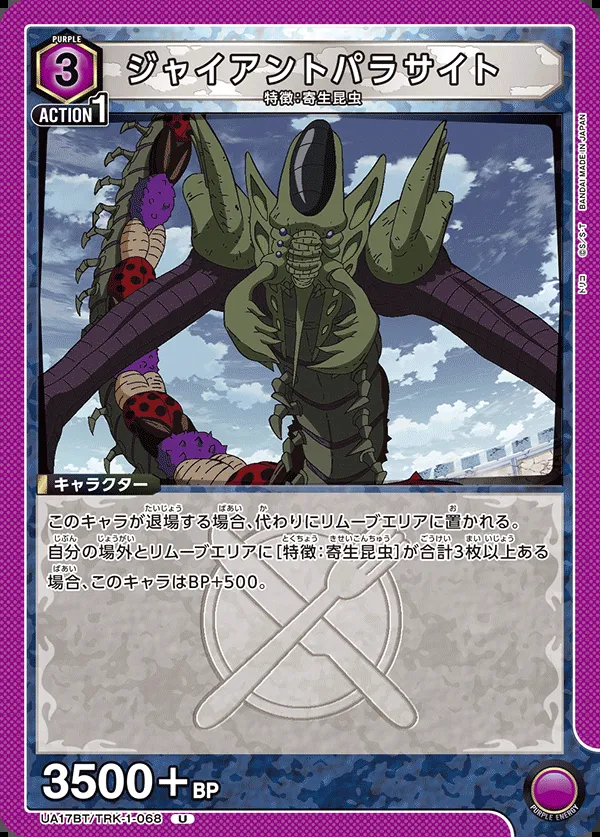 PURPLE
3
ACTION 1
ジャイアントパラサイト
特徴:寄生昆虫
BANDAI MADE IN JAPAN
©S/S・T
トリコ
キャラクター
このキャラが退場する場合、代わりにリムーブエリアに置かれる。
自分の場外とリムーブエリアに[特徴:寄生昆虫]が合計3枚以上ある
場合、このキャラはBP+500。
3500+BP
UA17BT/TRK-1-068 U
PURPLE ENERGY